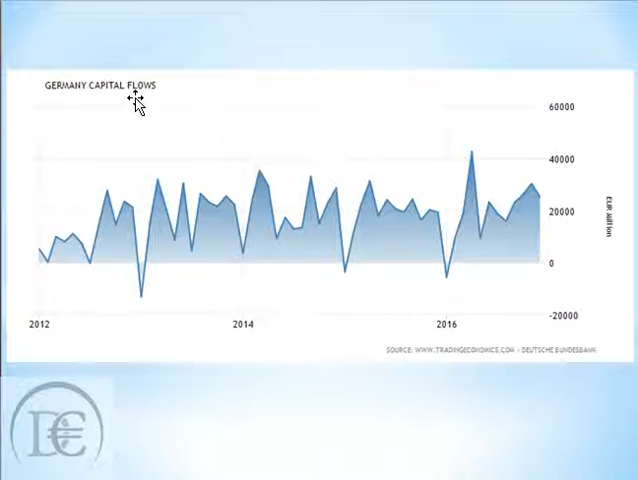 GERMANY CAPITAL FLOWS
60000
40000
20000
0
-20000
EUR Million
2012
2014
2016
SOURCE: WWW.TRADINGECONOMICS.COM - DEUTSCHE BUNDESBANK
D€